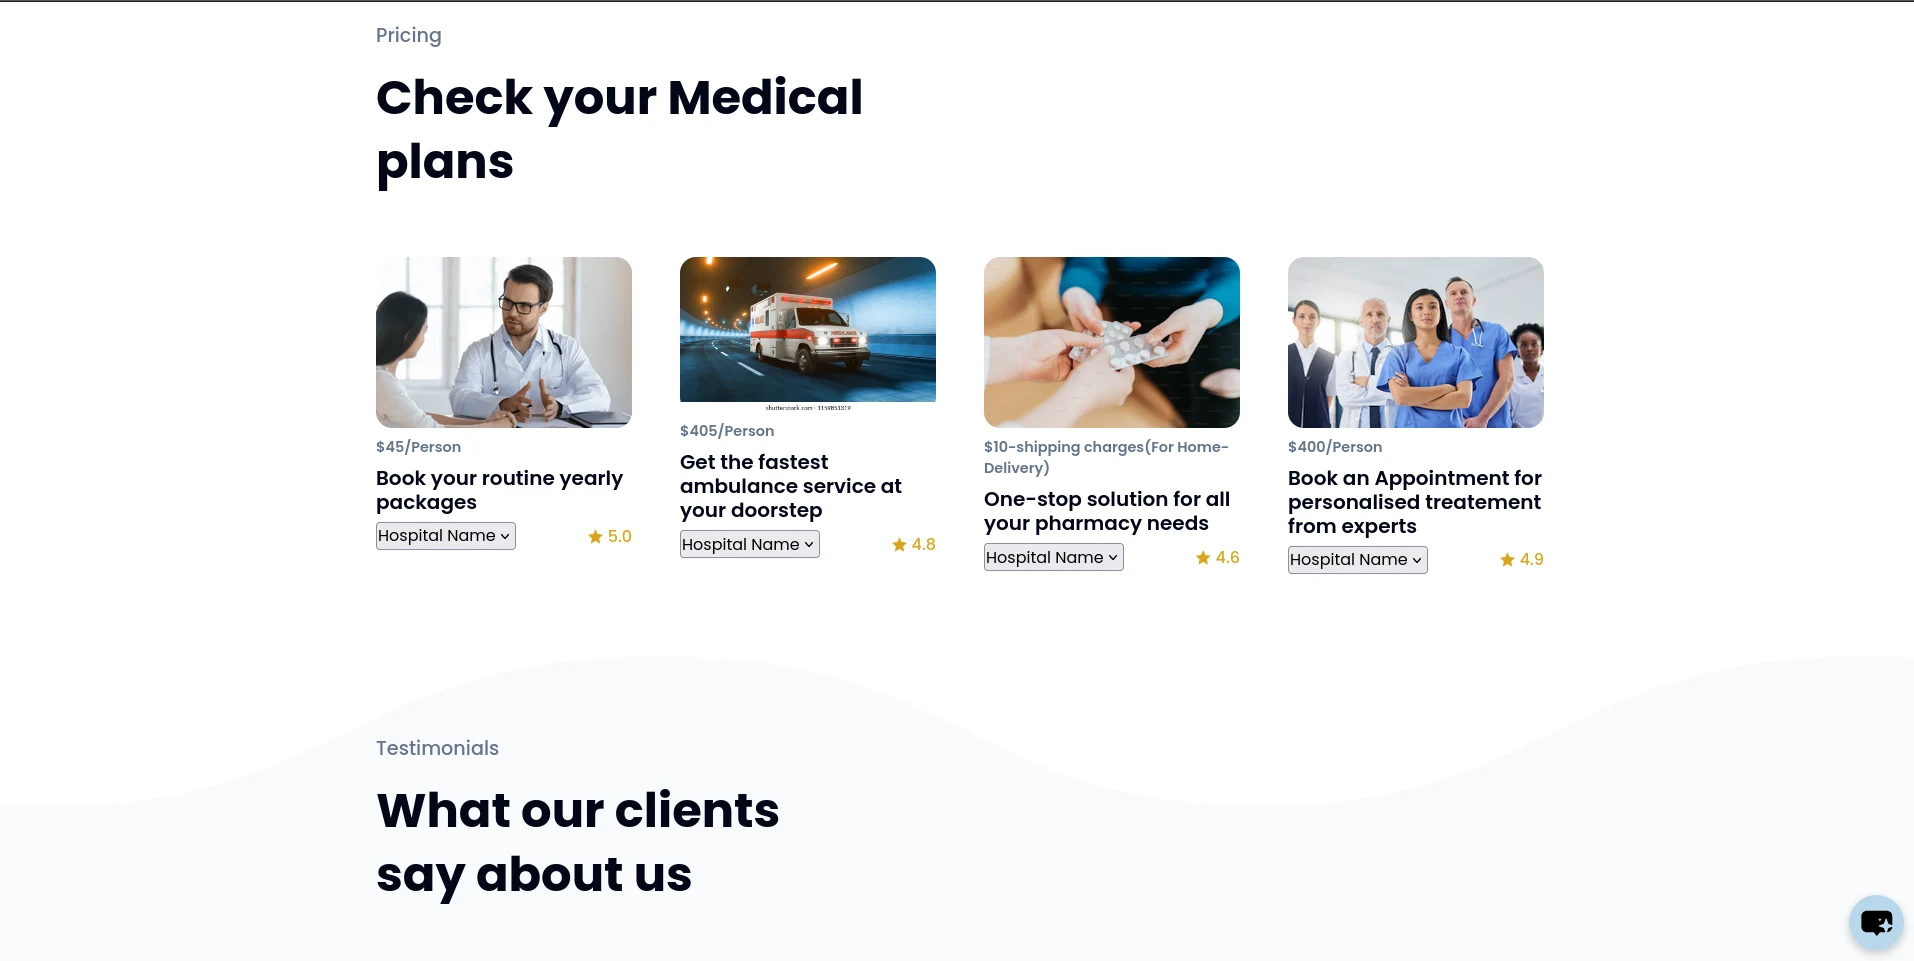 Pricing
Check your Medical
plans
shutterstock.com · 1159851319
$45/Person
Book your routine yearly
packages
Hospital Name
5.0
$405/Person
Get the fastest
ambulance service at
your doorstep
Hospital Name
4.8
$10-shipping charges(For Home-
Delivery)
One-stop solution for all
your pharmacy needs
Hospital Name
4.6
$400/Person
Book an Appointment for
personalised treatement
from experts
Hospital Name
4.9
Testimonials
What our clients
say about us